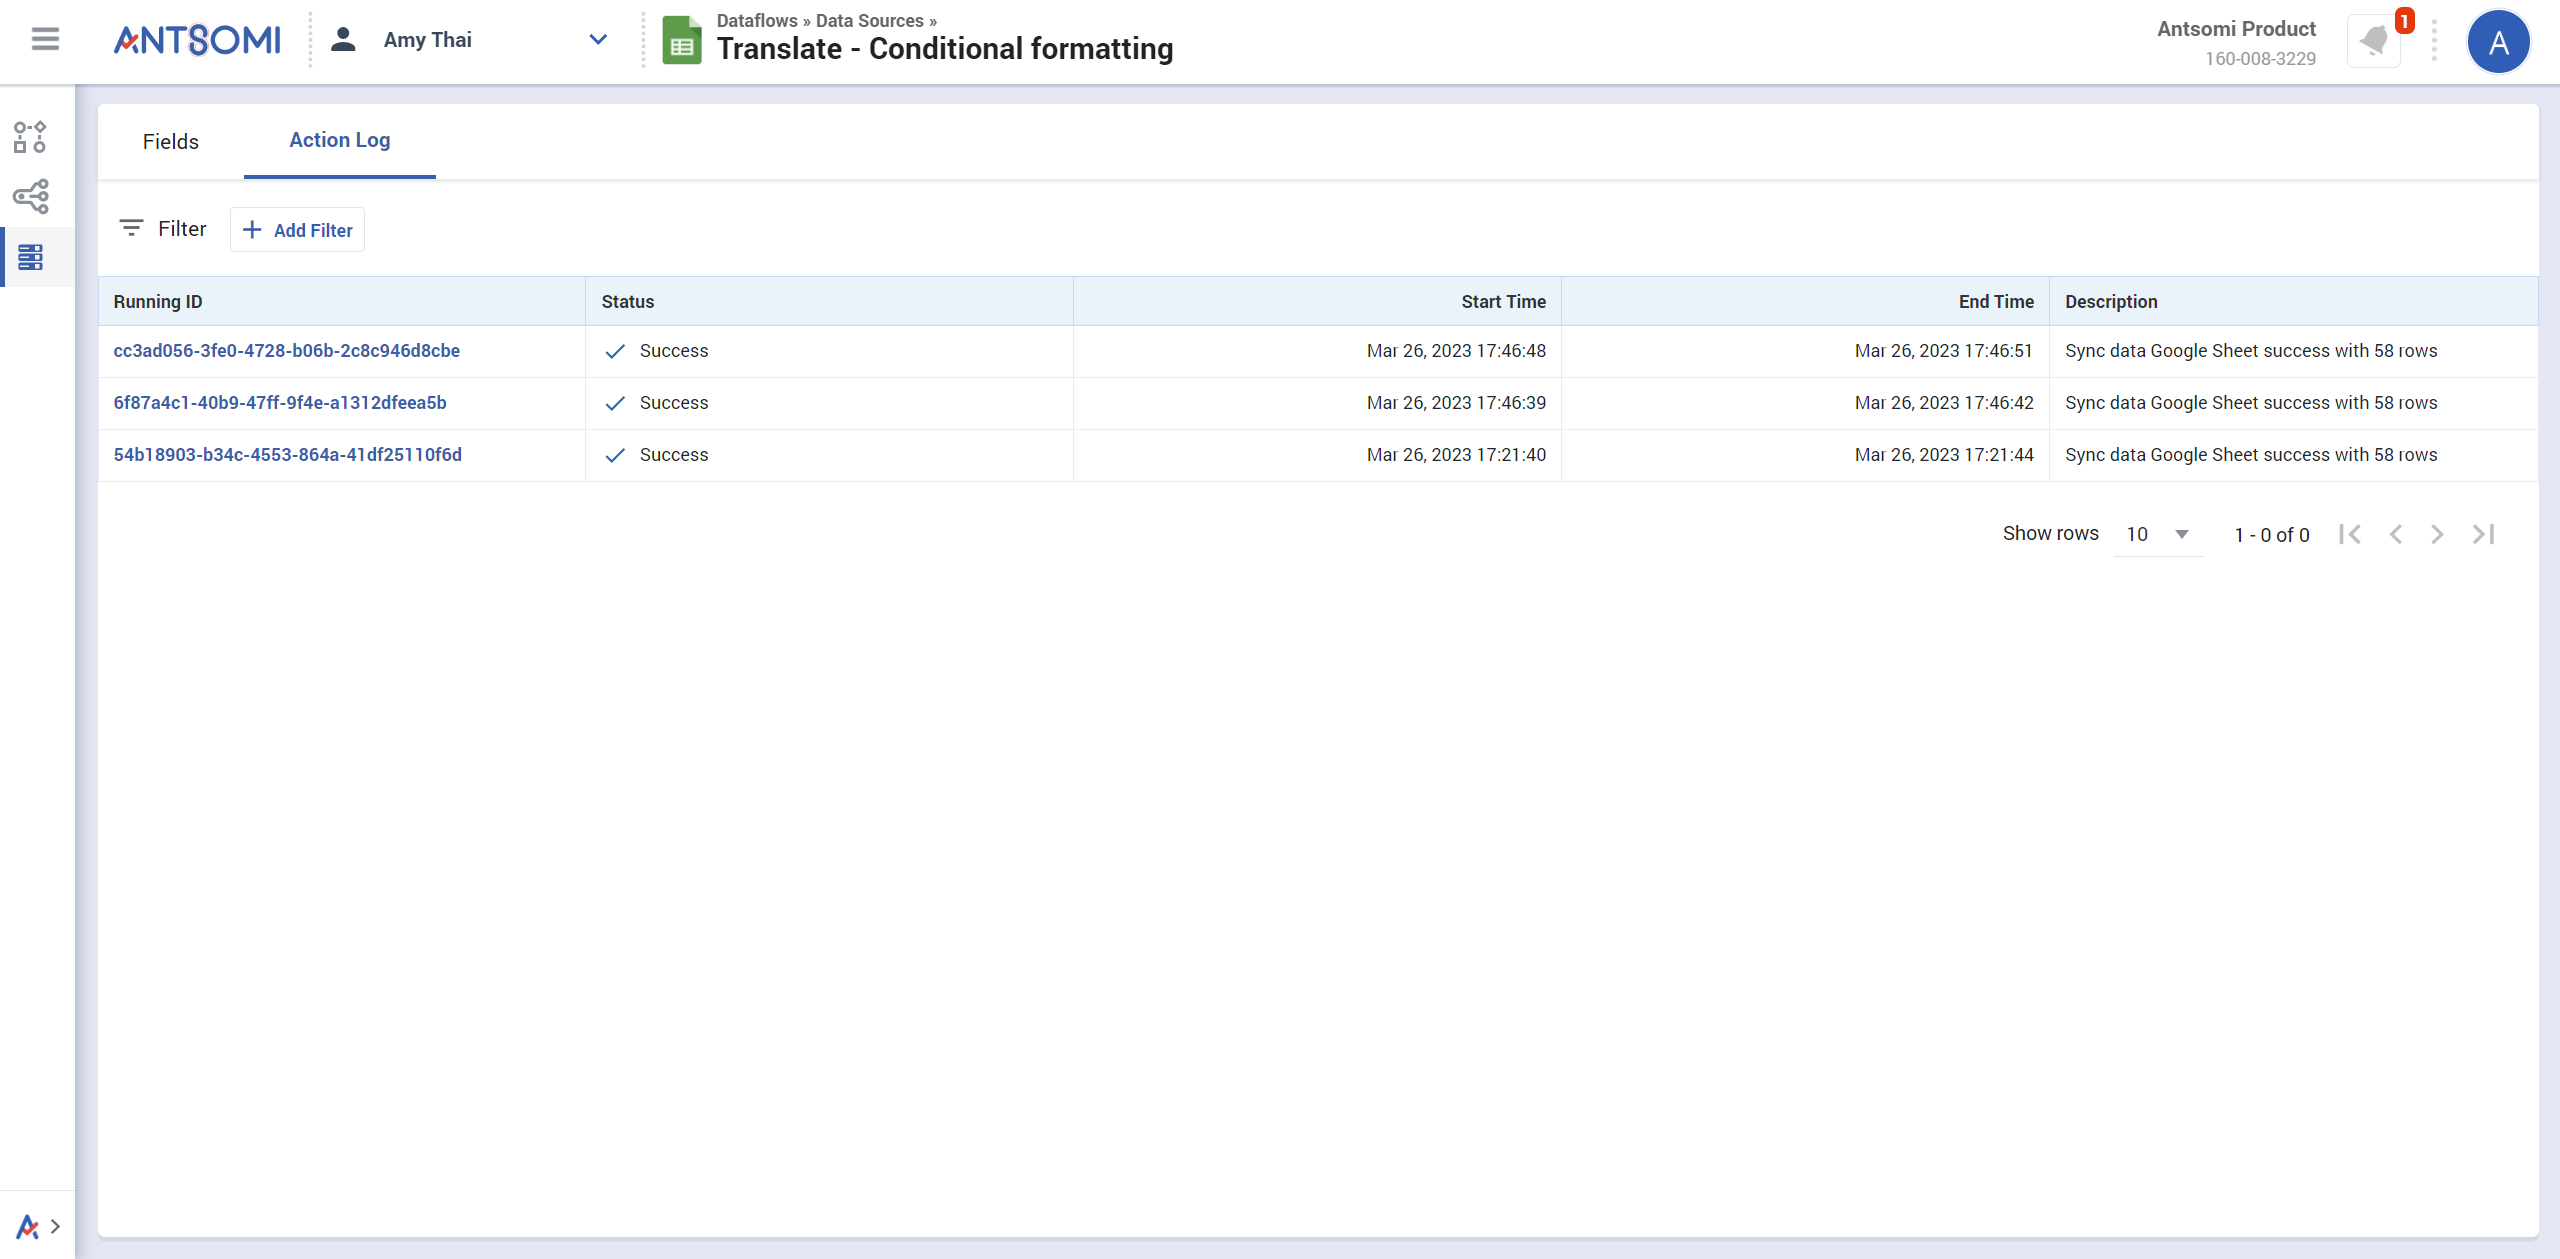 ANTSOMI
Amy Thai
Dataflows » Data Sources »
Translate - Conditional formatting
Antsomi Product
160-008-3229
1
A
Fields
Action Log
Filter
Add Filter
Running ID Status Start Time End Time Description
cc3ad056-3fe0-4728-b06b-2c8c946d8cbe Success Mar 26, 2023 17:46:48 Mar 26, 2023 17:46:51 Sync data Google Sheet success with 58 rows
6f87a4c1-40b9-47ff-9f4e-a1312dfeea5b Success Mar 26, 2023 17:46:39 Mar 26, 2023 17:46:42 Sync data Google Sheet success with 58 rows
54b18903-b34c-4553-864a-41df25110f6d Success Mar 26, 2023 17:21:40 Mar 26, 2023 17:21:44 Sync data Google Sheet success with 58 rows
Show rows 10 1 - 0 of 0